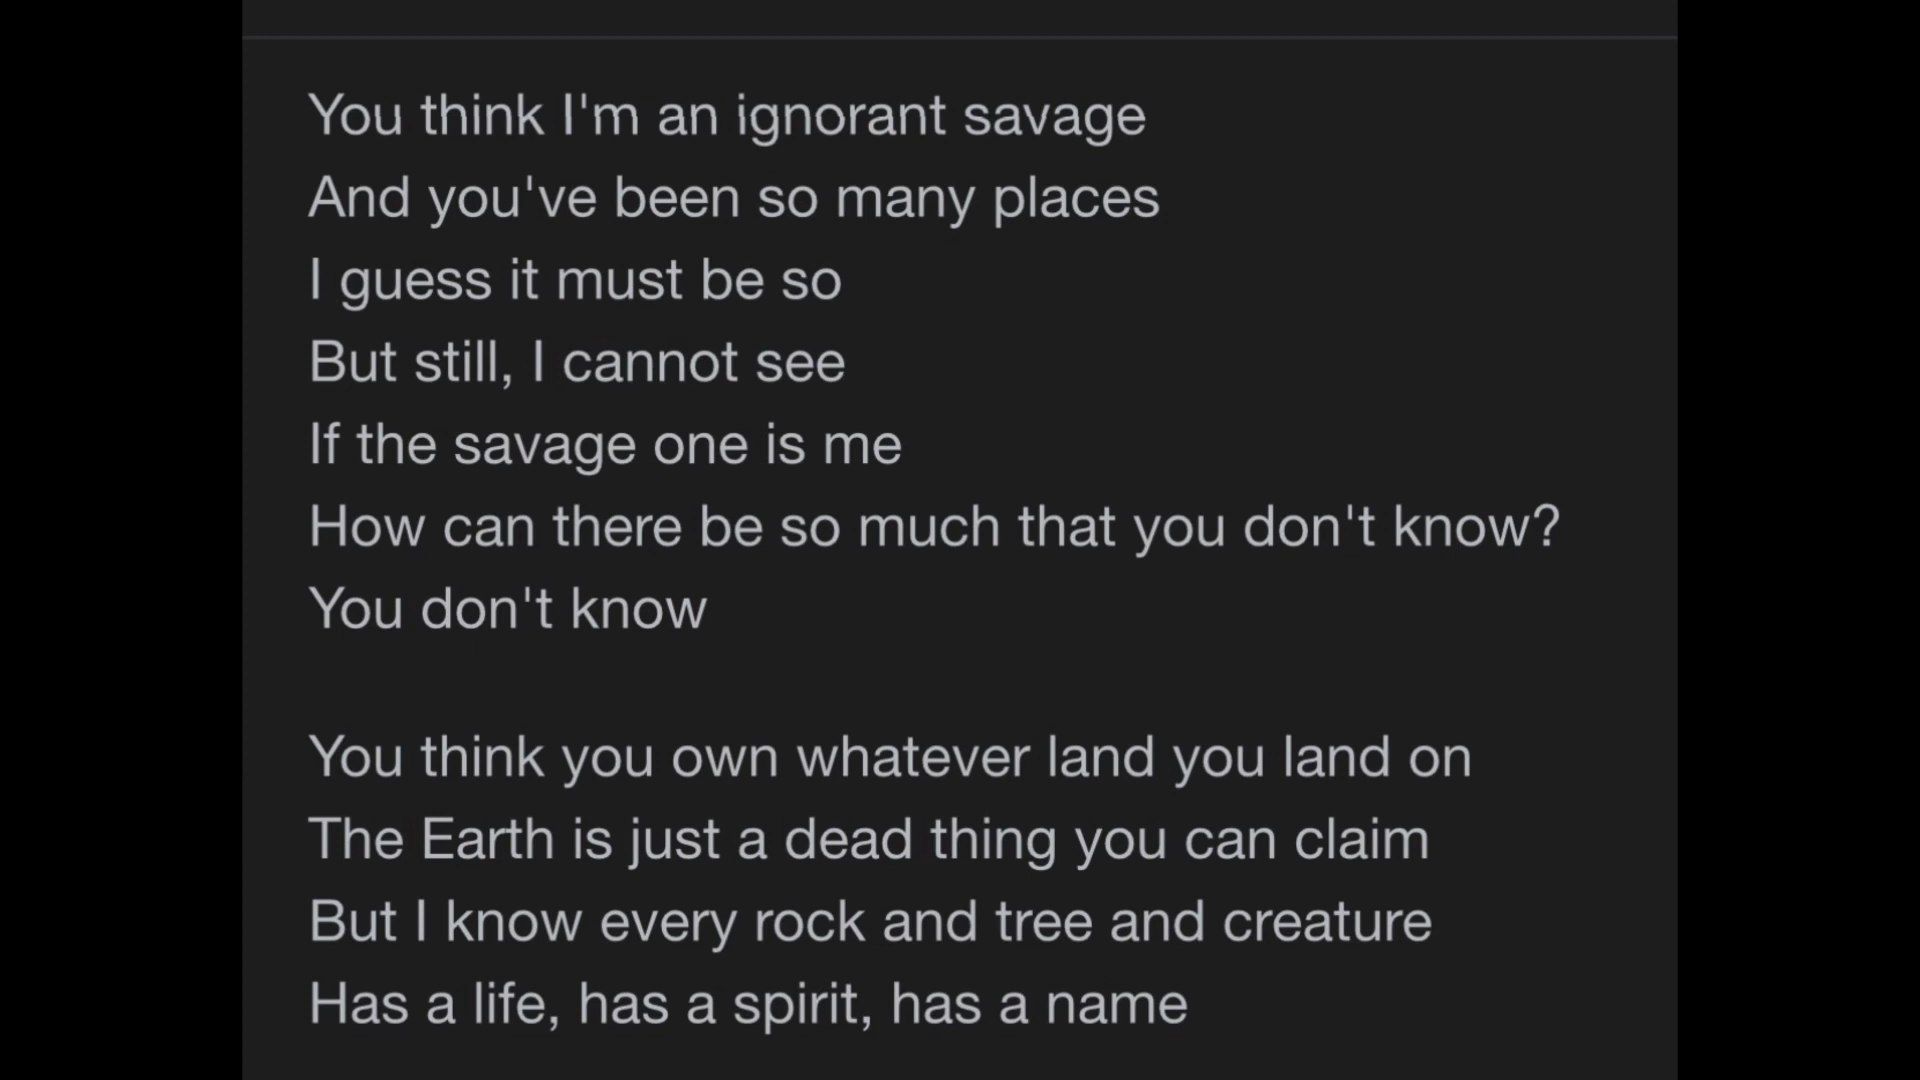 You think I'm an ignorant savage
And you've been so many places
I guess it must be so
But still, I cannot see
If the savage one is me
How can there be so much that you don't know?
You don't know
You think you own whatever land you land on
The Earth is just a dead thing you can claim
But I know every rock and tree and creature
Has a life, has a spirit, has a name